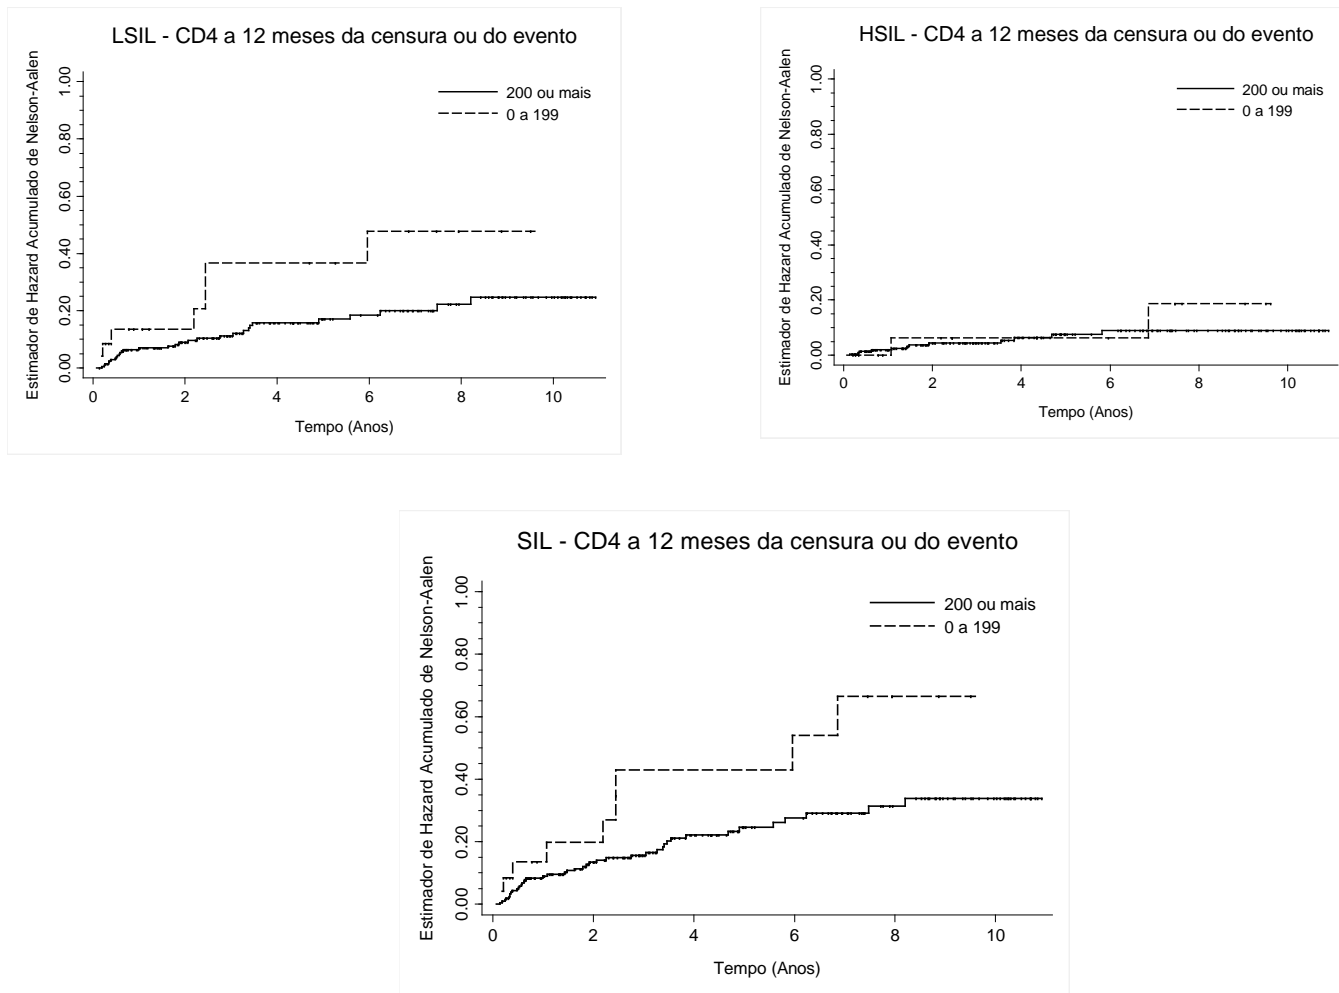 LSIL - CD4 a 12 meses da censura ou do evento
Estimador de Hazard Acumulado de Nelson-Aalen
1.00
0.80
0.60
0.40
0.20
0.00
200 ou mais
0 a 199
0 2 4 6 8 10
Tempo (Anos)
HSIL - CD4 a 12 meses da censura ou do evento
Estimador de Hazard Acumulado de Nelson-Aalen
1.00
0.80
0.60
0.40
0.20
0.00
200 ou mais
0 a 199
0 2 4 6 8 10
Tempo (Anos)
SIL - CD4 a 12 meses da censura ou do evento
Estimador de Hazard Acumulado de Nelson-Aalen
1.00
0.80
0.60
0.40
0.20
0.00
200 ou mais
0 a 199
0 2 4 6 8 10
Tempo (Anos)